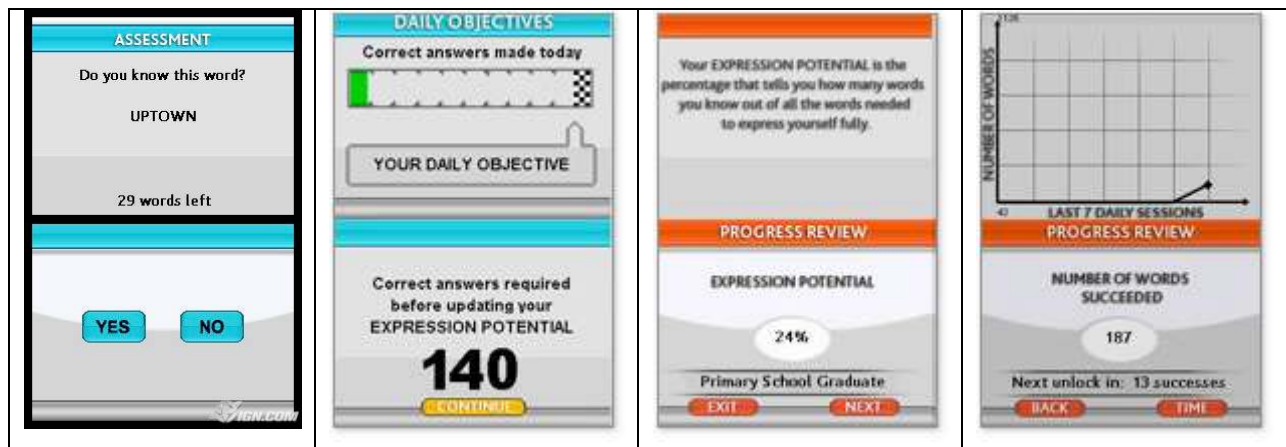 ASSESSMENT
Do you know this word?
UPTOWN
29 words left
YES
NO
IGN.COM
DAILY OBJECTIVES
Correct answers made today
YOUR DAILY OBJECTIVE
Correct answers required
before updating your
EXPRESSION POTENTIAL
140
CONTINUE
Your EXPRESSION POTENTIAL is the
percentage that tells you how many words
you know out of all the words needed
to express yourself fully.
PROGRESS REVIEW
EXPRESSION POTENTIAL
24%
Primary School Graduate
EXIT
NEXT
NUMBER OF WORDS
LAST 7 DAILY SESSIONS
PROGRESS REVIEW
NUMBER OF WORDS
SUCCEEDED
187
Next unlock in: 13 successes
BACK
TIME